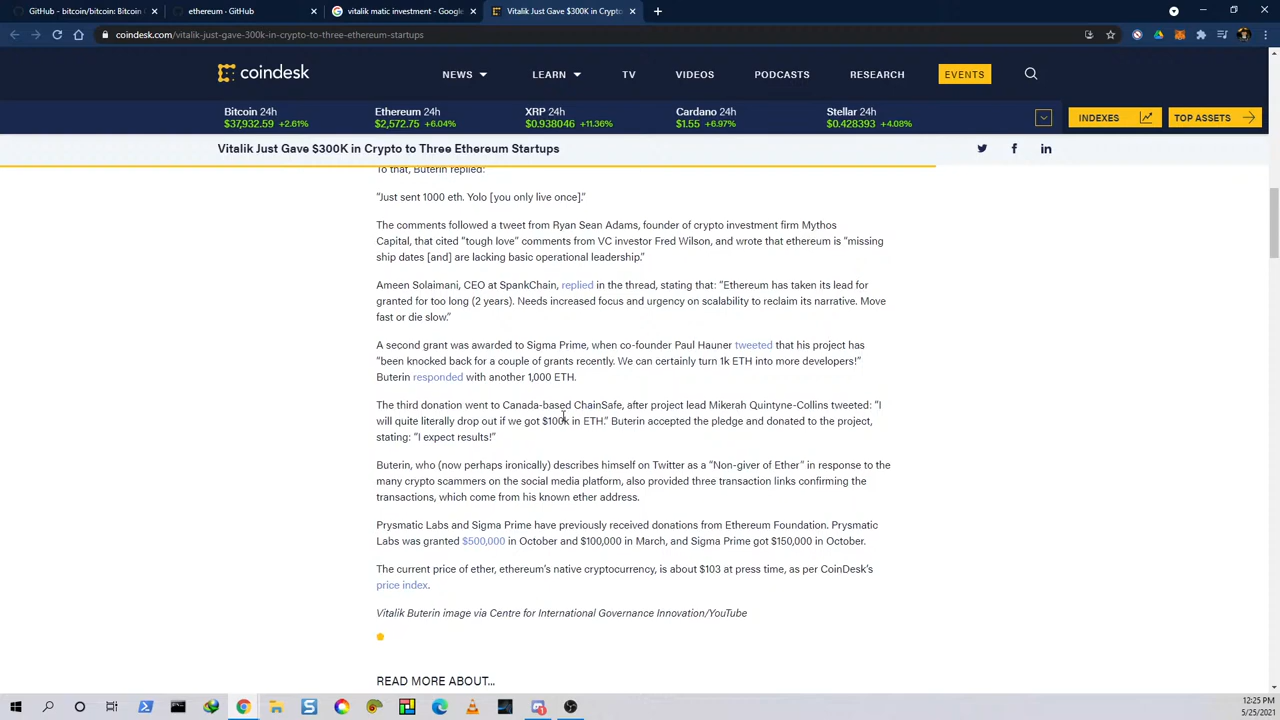 GitHub - bitcoin/bitcoin: Bitcoin C
ethereum · GitHub
vitalik matic investment - Google
Vitalik Just Gave $300K in Crypto
coindesk.com/vitalik-just-gave-300k-in-crypto-to-three-ethereum-startups
coindesk
NEWS
LEARN
TV
VIDEOS
PODCASTS
RESEARCH
EVENTS
Bitcoin 24h
$37,932.59 +2.61%
Ethereum 24h
$2,572.75 +6.04%
XRP 24h
$0.938046 +11.36%
Cardano 24h
$1.55 +6.97%
Stellar 24h
$0.428393 +4.08%
INDEXES
TOP ASSETS
Vitalik Just Gave $300K in Crypto to Three Ethereum Startups
To that, Buterin replied:
“Just sent 1000 eth. Yolo [you only live once].”
The comments followed a tweet from Ryan Sean Adams, founder of crypto investment firm Mythos
Capital, that cited “tough love” comments from VC investor Fred Wilson, and wrote that ethereum is “missing
ship dates [and] are lacking basic operational leadership.”
Ameen Solaimani, CEO at SpankChain, replied in the thread, stating that: “Ethereum has taken its lead for
granted for too long (2 years). Needs increased focus and urgency on scalability to reclaim its narrative. Move
fast or die slow.”
A second grant was awarded to Sigma Prime, when co-founder Paul Hauner tweeted that his project has
“been knocked back for a couple of grants recently. We can certainly turn 1k ETH into more developers!”
Buterin responded with another 1,000 ETH.
The third donation went to Canada-based ChainSafe, after project lead Mikerah Quintyne-Collins tweeted: “I
will quite literally drop out if we got $100k in ETH.” Buterin accepted the pledge and donated to the project,
stating: “I expect results!”
Buterin, who (now perhaps ironically) describes himself on Twitter as a “Non-giver of Ether” in response to the
many crypto scammers on the social media platform, also provided three transaction links confirming the
transactions, which come from his known ether address.
Prysmatic Labs and Sigma Prime have previously received donations from Ethereum Foundation. Prysmatic
Labs was granted $500,000 in October and $100,000 in March, and Sigma Prime got $150,000 in October.
The current price of ether, ethereum’s native cryptocurrency, is about $103 at press time, as per CoinDesk’s
price index.
Vitalik Buterin image via Centre for International Governance Innovation/YouTube
READ MORE ABOUT...
12:25 PM
5/25/2021